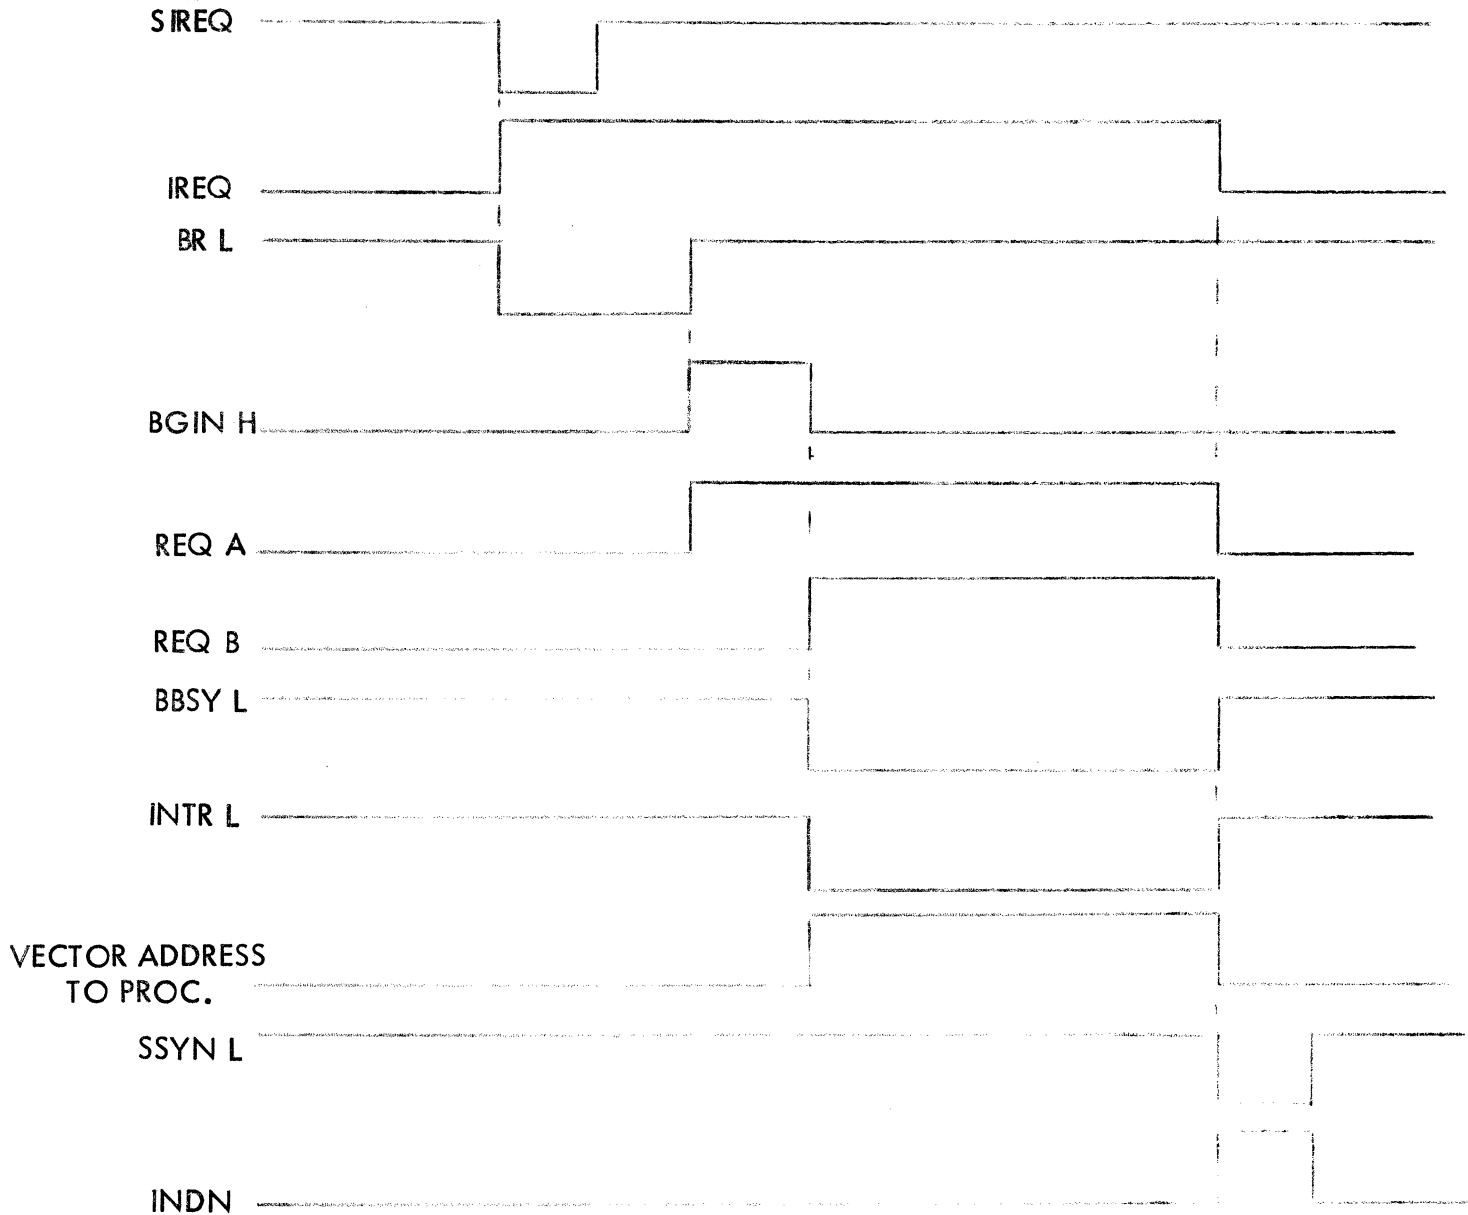 SIREQ
IREQ
BR L
BGIN H
REQ A
REQ B
BBSY L
INTR L
VECTOR ADDRESS
TO PROC.
SSYN L
INDN